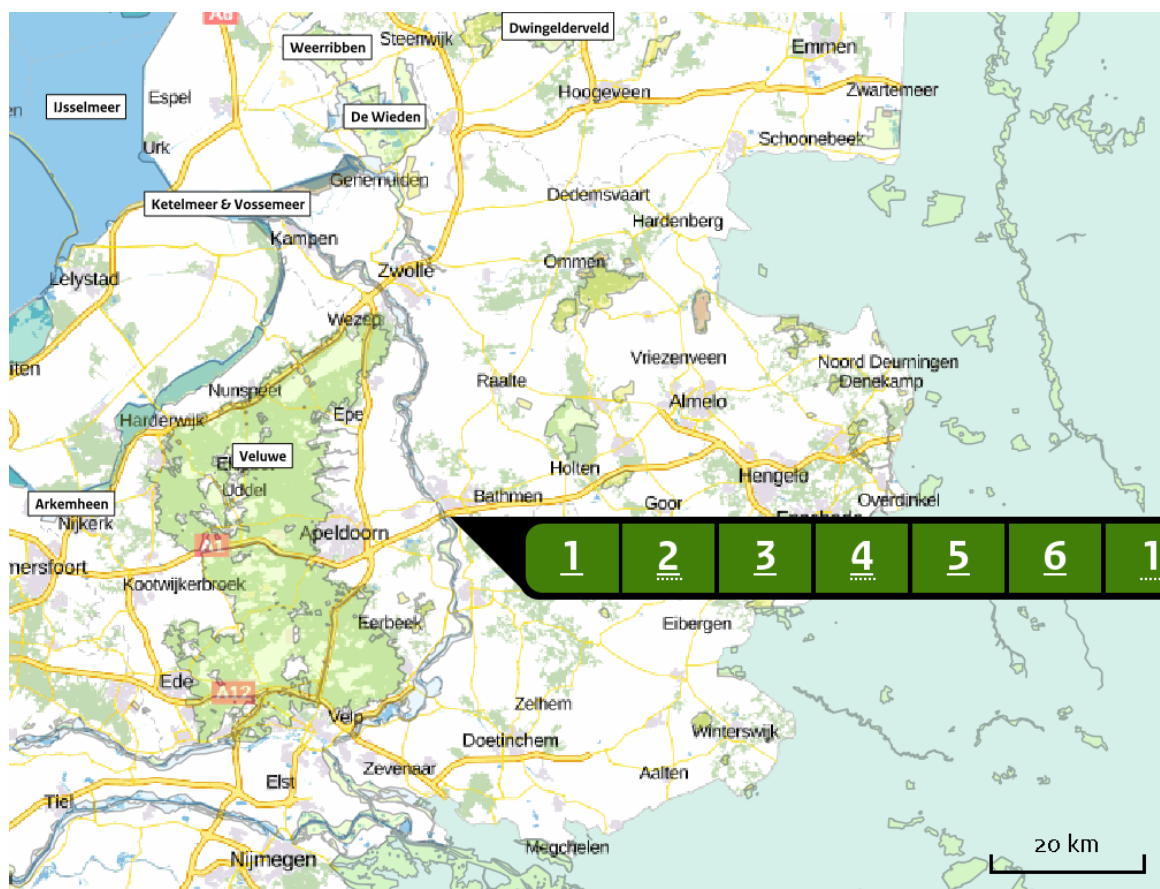 A6
Dwingelderveld
Steenwijk
Weerribben
Emmen
Hoogeveen
Zwartemeer
Espel
IJsselmeer
De Wieden
Urk
Schoonebeek
Genemuiden
Dedemsvaart
Ketelmeer & Vossemeer
Hardenberg
Kampen
Ommen
Zwolle
Lelystad
Wezep
Vriezenveen
Noord Deurningen
Denekamp
Raalte
Nunspeet
Almelo
Harderwijk
Epe
Veluwe
Holten
Hengelo
Uddel
Bathmen
Goor
Overdinkel
Arkemheen
Nijkerk
Apeldoorn
A1
1 2 3 4 5 6 1
mersfoort
Kootwijkerbroek
Eerbeek
Eibergen
Ede
A12
Zelhem
Velp
Winterswijk
Doetinchem
Zevenaar
Aalten
Elst
Tiel
Megchelen
20 km
Nijmegen